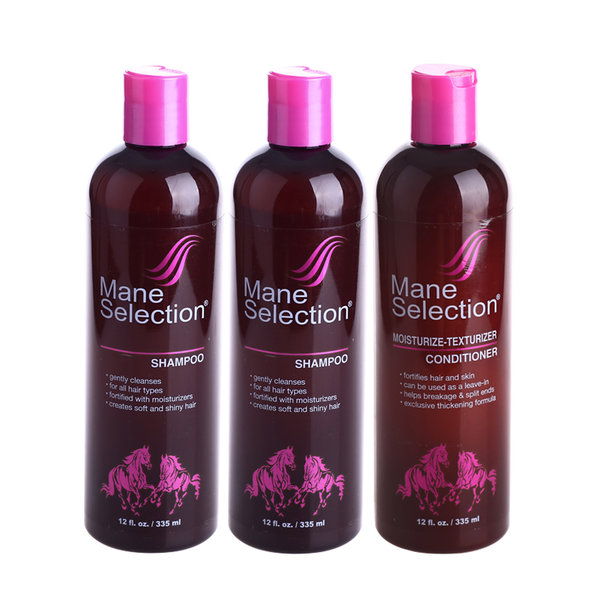 Mane
Selection®
SHAMPOO
• gently cleanses
• for all hair types
• fortified with moisturizers
• creates soft and shiny hair
12 fl. oz. / 335 ml
Mane
Selection®
SHAMPOO
• gently cleanses
• for all hair types
• fortified with moisturizers
• creates soft and shiny hair
12 fl. oz. / 335 ml
Mane
Selection®
MOISTURIZE-TEXTURIZER
CONDITIONER
• fortifies hair and skin
• can be used as a leave-in
• helps breakage & split ends
• exclusive thickening formula
12 fl. oz. / 335 ml